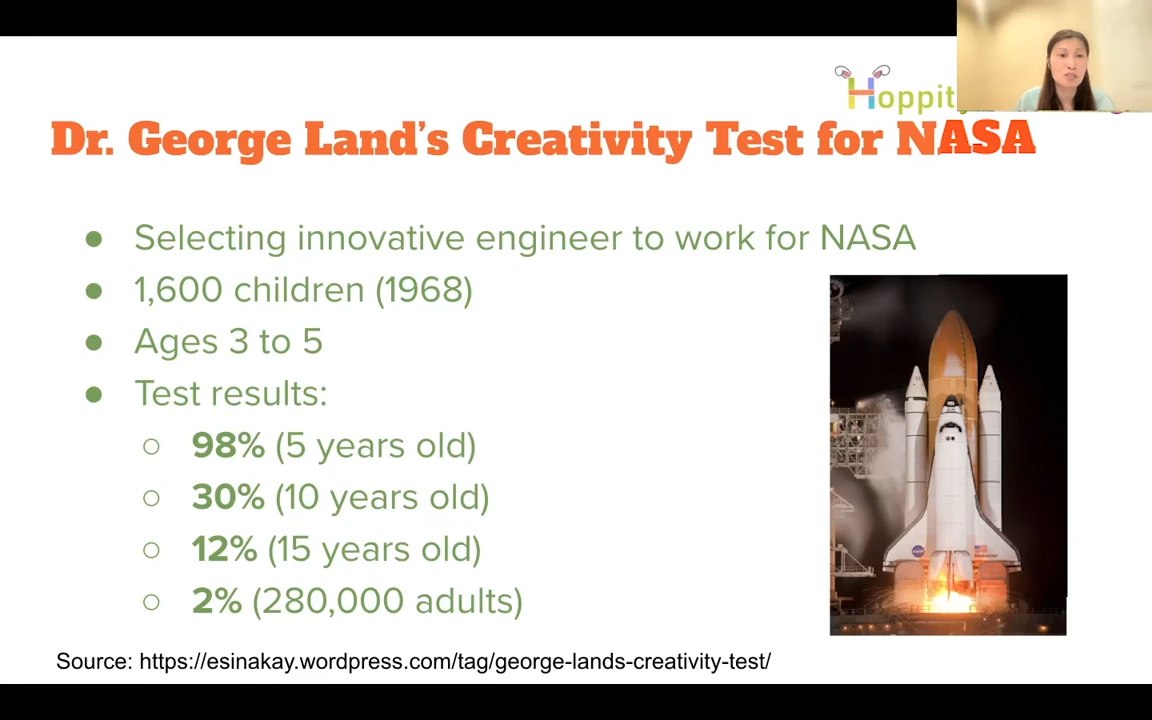 Hoppit
Dr. George Land's Creativity Test for NASA
● Selecting innovative engineer to work for NASA
● 1,600 children (1968)
● Ages 3 to 5
● Test results:
○ 98% (5 years old)
○ 30% (10 years old)
○ 12% (15 years old)
○ 2% (280,000 adults)
Source: https://esinakay.wordpress.com/tag/george-lands-creativity-test/